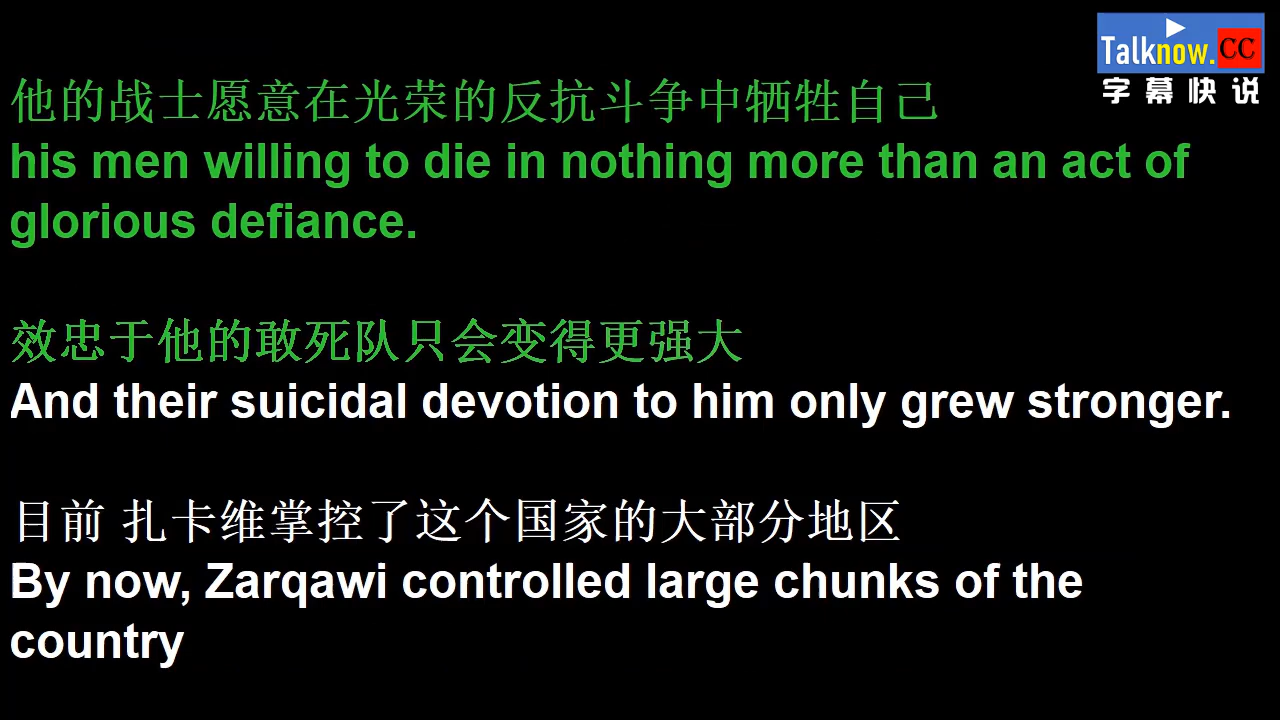 Talknow.CC
字幕快说
他的战士愿意在光荣的反抗斗争中牺牲自己
his men willing to die in nothing more than an act of
glorious defiance.
效忠于他的敢死队只会变得更强大
And their suicidal devotion to him only grew stronger.
目前 扎卡维掌控了这个国家的大部分地区
By now, Zarqawi controlled large chunks of the
country